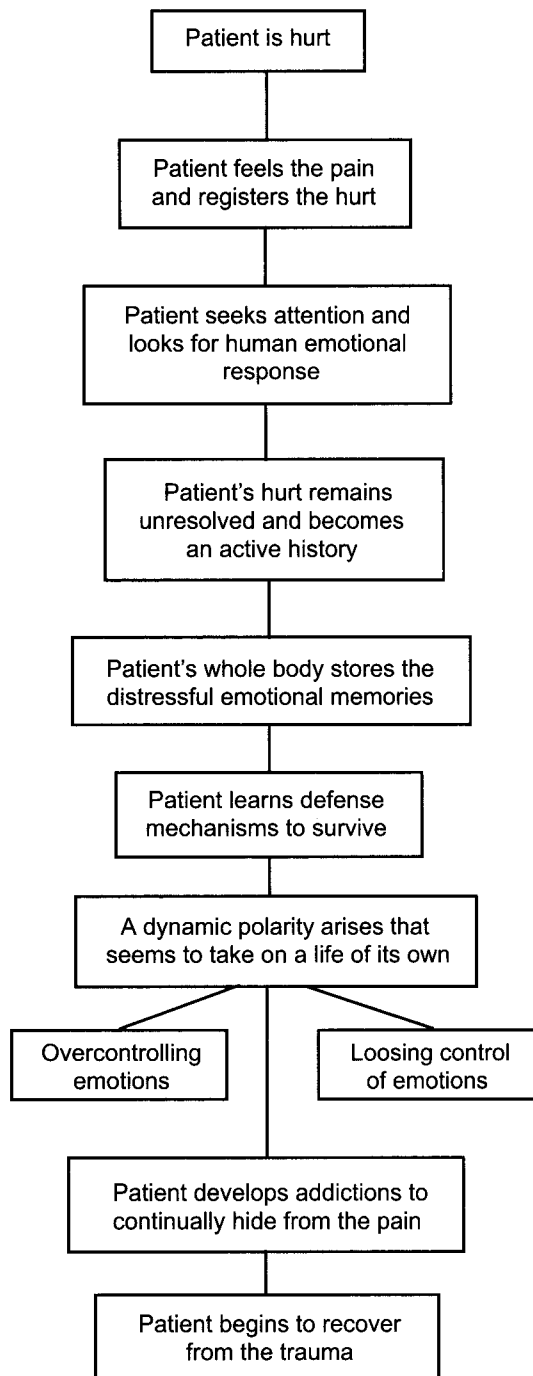 Patient is hurt
Patient feels the pain
and registers the hurt
Patient seeks attention and
looks for human emotional
response
Patient's hurt remains
unresolved and becomes
an active history
Patient's whole body stores the
distressful emotional memories
Patient learns defense
mechanisms to survive
A dynamic polarity arises that
seems to take on a life of its own
Overcontrolling
emotions
Loosing control
of emotions
Patient develops addictions to
continually hide from the pain
Patient begins to recover
from the trauma